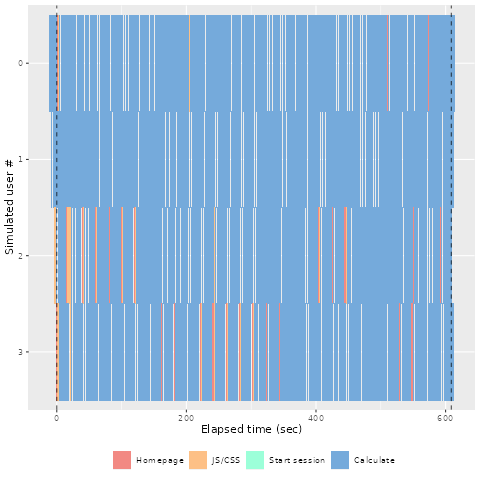 Simulated user #
0
1
2
3
0 200 400 600
Elapsed time (sec)
Homepage JS/CSS Start session Calculate